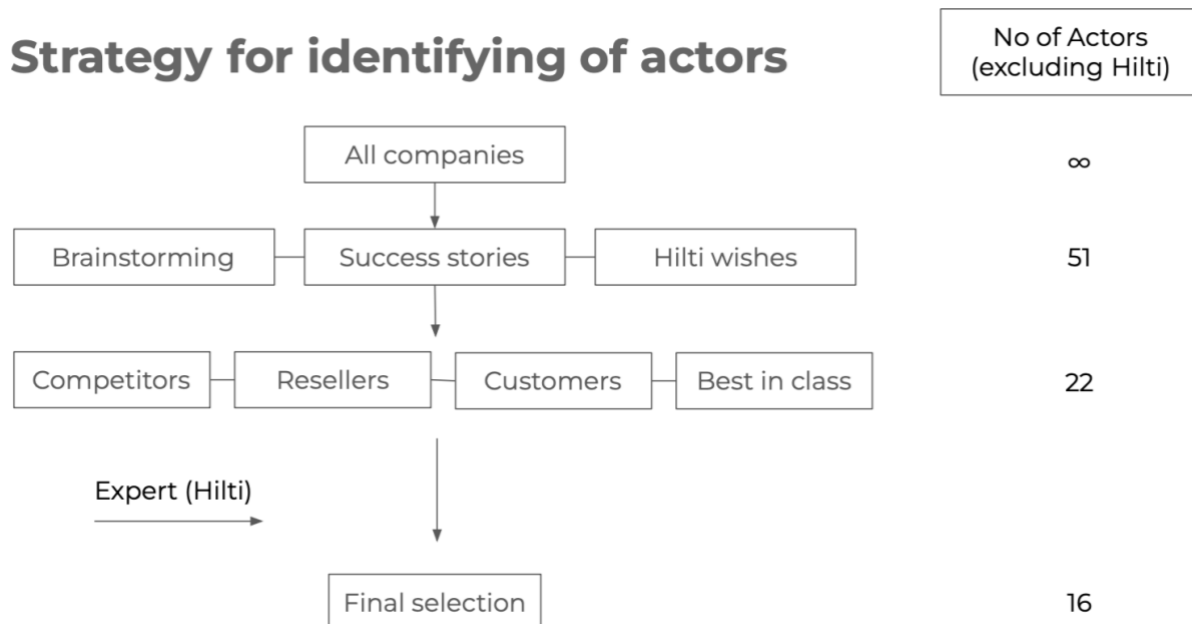 Strategy for identifying of actors
No of Actors
(excluding Hilti)
All companies
∞
Brainstorming
Success stories
Hilti wishes
51
Competitors
Resellers
Customers
Best in class
22
Expert (Hilti)
Final selection
16